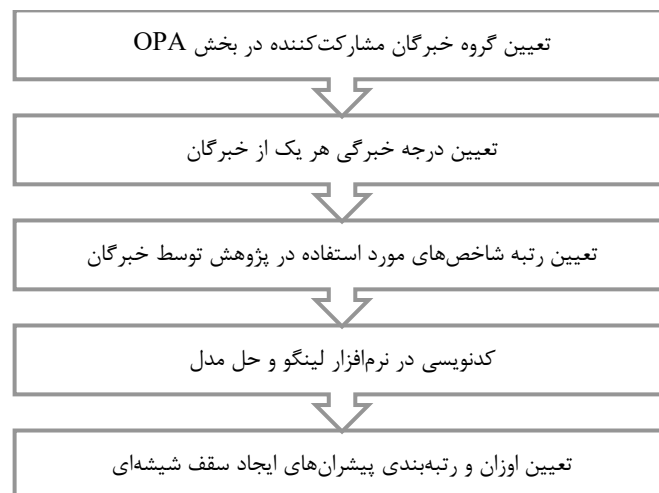 تعیین گروه خبرگان مشارکت‌کننده در بخش OPA
تعیین درجه خبرگی هر یک از خبرگان
تعیین رتبه شاخص‌های مورد استفاده در پژوهش توسط خبرگان
کدنویسی در نرم‌افزار لینگو و حل مدل
تعیین اوزان و رتبه‌بندی پیشران‌های ایجاد سقف شیشه‌ای